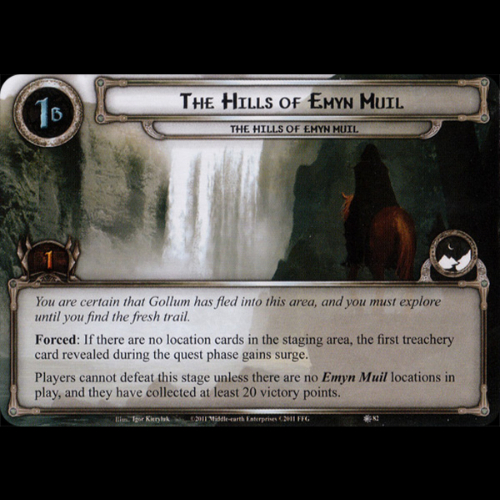 1B
THE HILLS OF EMYN MUIL
THE HILLS OF EMYN MUIL
1
You are certain that Gollum has fled into this area, and you must explore
until you find the fresh trail.
Forced: If there are no location cards in the staging area, the first treachery
card revealed during the quest phase gains surge.
Players cannot defeat this stage unless there are no Emyn Muil locations in
play, and they have collected at least 20 victory points.
Illus. Igor Kieryluk ©2011 Middle-earth Enterprises ©2011 FFG 82